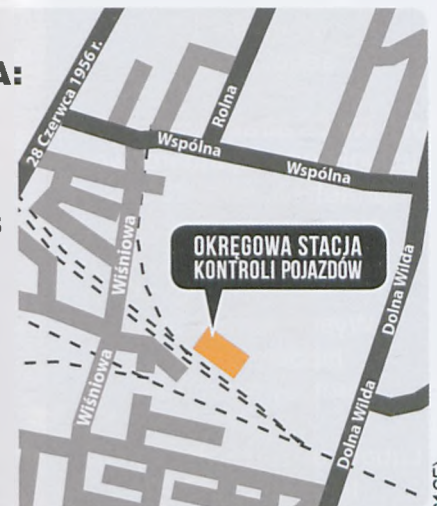 A:
28 Czerwca 1956 r.
Rolna
Wspólna
Wspólna
Wiśniowa
OKRĘGOWA STACJA
KONTROLI POJAZDÓW
Dolna Wilda
Wiśniowa
Dolna Wilda